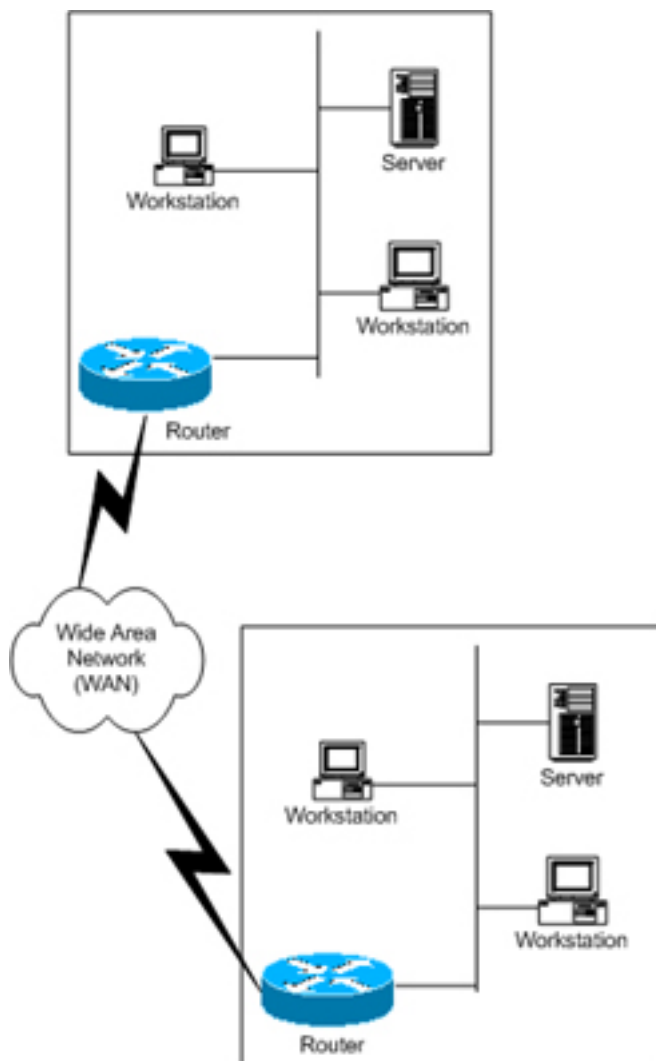 Server
Workstation
Workstation
Router
Wide Area
Network
(WAN)
Server
Workstation
Workstation
Router